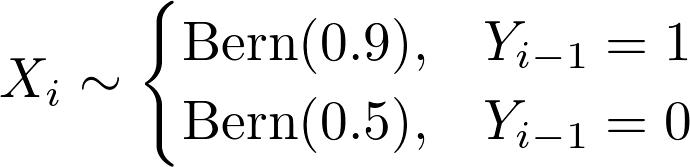 X_i ∼ { Bern(0.9), Y_{i−1} = 1
Bern(0.5), Y_{i−1} = 0